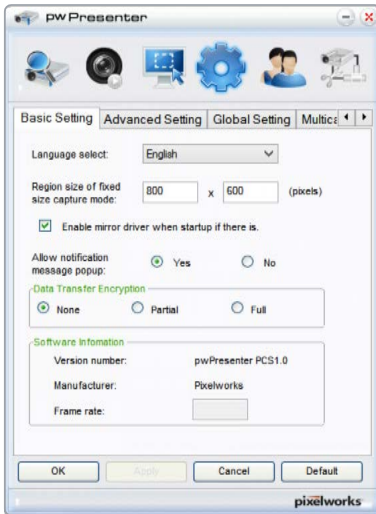 pwPresenter
Basic Setting Advanced Setting Global Setting Multica
Language select: English
Region size of fixed
size capture mode: 800 x 600 (pixels)
Enable mirror driver when startup if there is.
Allow notification
message popup: Yes No
Data Transfer Encryption
None Partial Full
Software Infomation
Version number: pwPresenter PCS1.0
Manufacturer: Pixelworks
Frame rate:
OK Apply Cancel Default
pixelworks